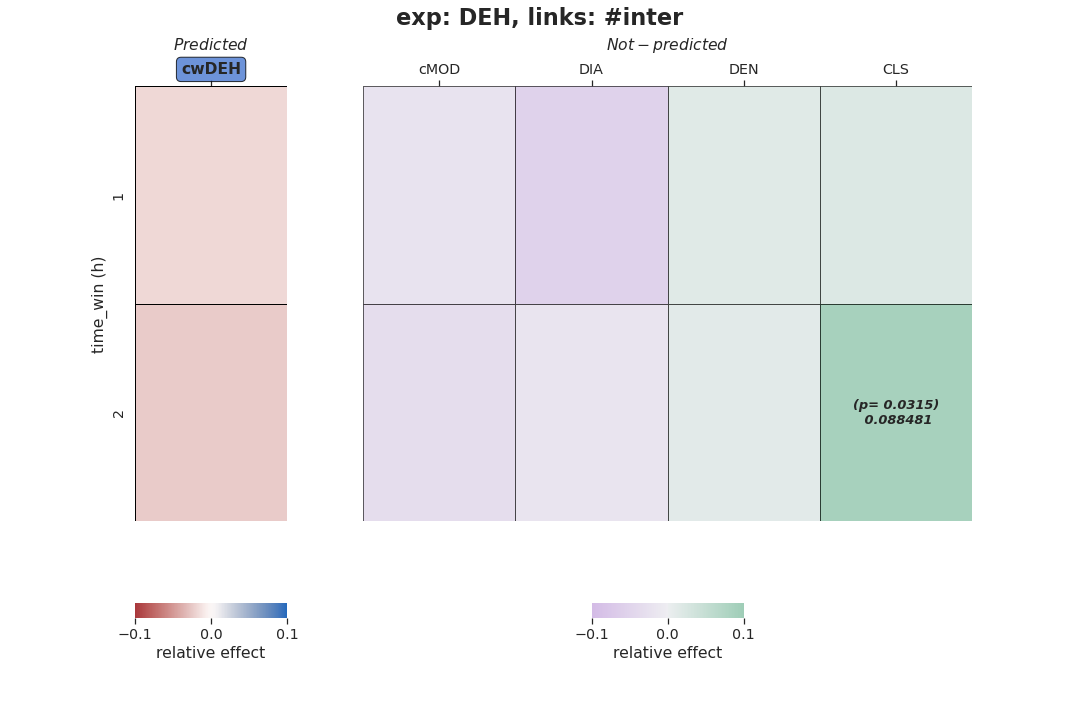 exp: DEH, links: #inter
Predicted
Not − predicted
cwDEH
cMOD
DIA
DEN
CLS
time_win (h)
1
2
(p= 0.0315)
0.088481
−0.1
0.0
0.1
relative effect
−0.1
0.0
0.1
relative effect